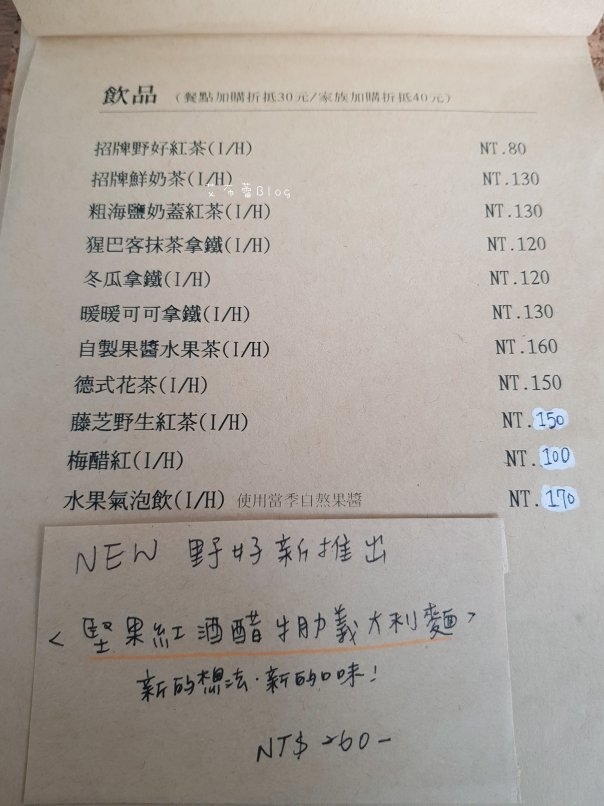 飲品 (餐點加購折抵30元/家族加購折抵40元)
招牌野好紅茶(I/H) NT.80
招牌鮮奶茶(I/H) NT.130
艾布蕾Blog
粗海鹽奶蓋紅茶(I/H) NT.130
猩巴客抹茶拿鐵(I/H) NT.120
冬瓜拿鐵(I/H) NT.120
暖暖可可拿鐵(I/H) NT.130
自製果醬水果茶(I/H) NT.160
德式花茶(I/H) NT.150
藤芝野生紅茶(I/H) NT.150
梅醋紅(I/H) NT.100
水果氣泡飲(I/H) 使用當季自熬果醬 NT.170
NEW 野好新推出
<堅果紅酒醋牛肋義大利麵>
新的想法·新的口味!
NT$ 260-